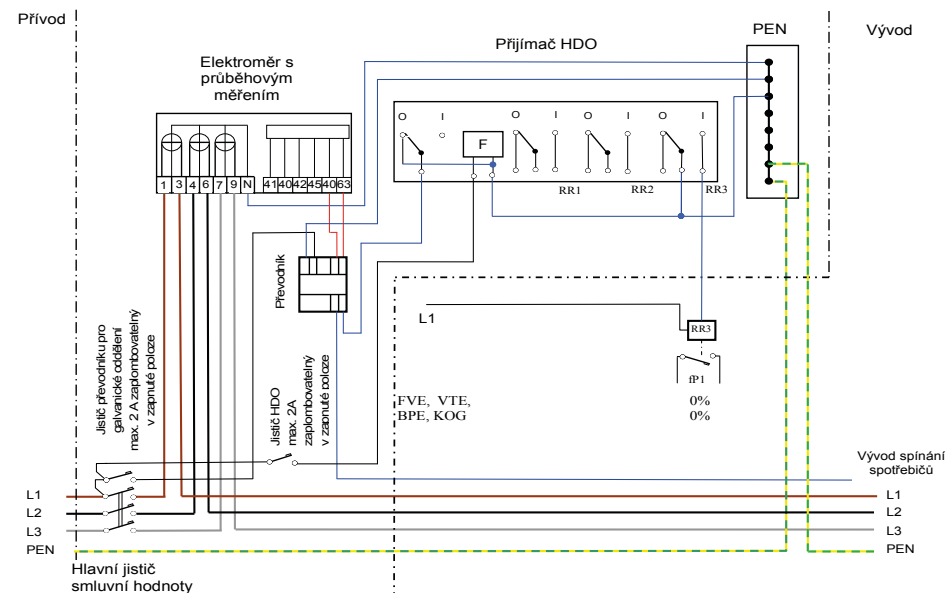 Přívod
PEN
Vývod
Přijímač HDO
Elektroměr s
průběhovým
měřením
O I
F
O I O I O I
RR1 RR2 RR3
1 3 4 6 7 9 N 41 40 42 45 40 63
Převodník
L1
RR3
fP1
FVE, VTE, 0%
BPE, KOG 0%
Jistič převodníku pro
galvanické oddělení
max. 2 A zaplombovatelný
v zapnuté poloze
Jistič HDO
max. 2A
zaplombovatelný
v zapnuté poloze
Vývod spínání
spotřebičů
L1 L1
L2 L2
L3 L3
PEN PEN
Hlavní jistič
smluvní hodnoty